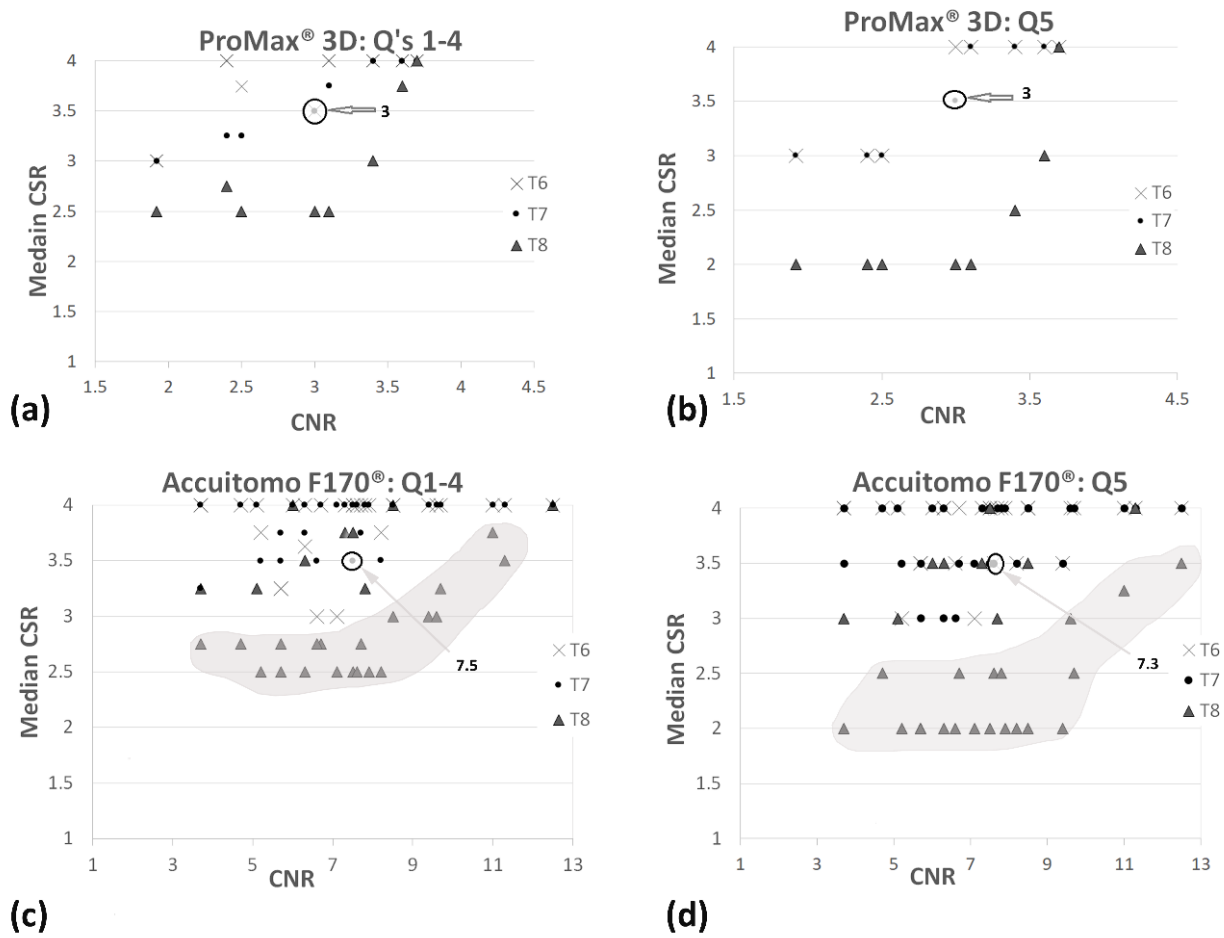 ProMax® 3D: Q's 1-4
4
3.5
3
2.5
2
1.5
1
Medain CSR
3
T6
T7
T8
1.5 2 2.5 3 3.5 4 4.5
CNR
(a)
ProMax® 3D: Q5
4
3.5
3
2.5
2
1.5
1
Median CSR
3
T6
T7
T8
1.5 2.5 3.5 4.5
CNR
(b)
Accuitomo F170®: Q1-4
4
3.5
3
2.5
2
1.5
1
Median CSR
7.5
T6
T7
T8
1 3 5 7 9 11 13
CNR
(c)
Accuitomo F170®: Q5
4
3.5
3
2.5
2
1.5
1
Median CSR
7.3
T6
T7
T8
1 3 5 7 9 11 13
CNR
(d)